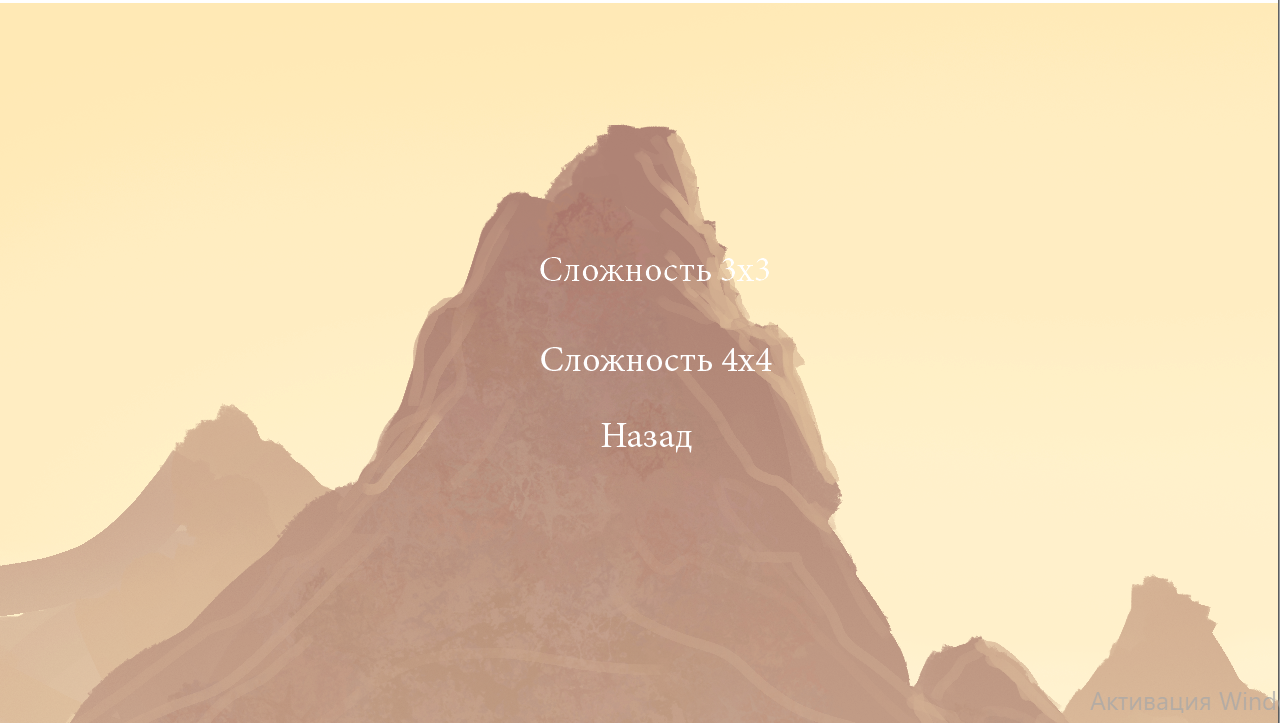 Сложность 3x3
Сложность 4x4
Назад
Активация Wind